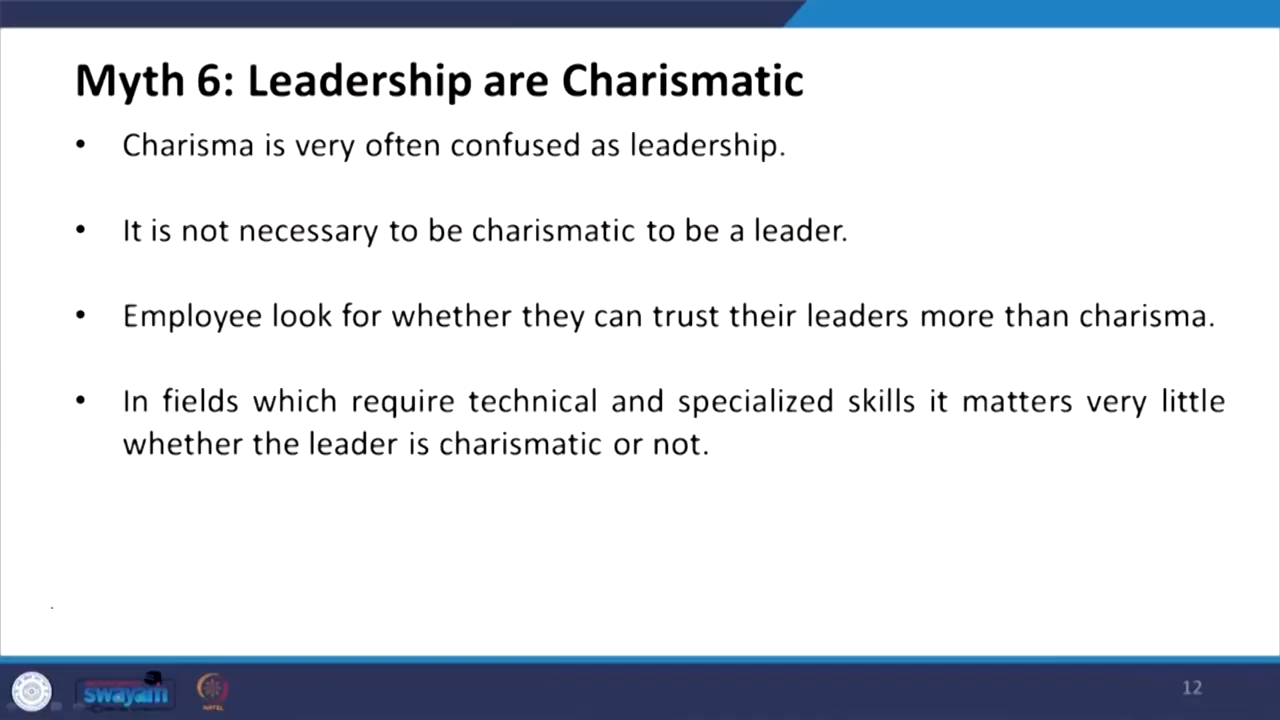 Myth 6: Leadership are Charismatic
• Charisma is very often confused as leadership.
• It is not necessary to be charismatic to be a leader.
• Employee look for whether they can trust their leaders more than charisma.
• In fields which require technical and specialized skills it matters very little
whether the leader is charismatic or not.
swayam
NPTEL
12